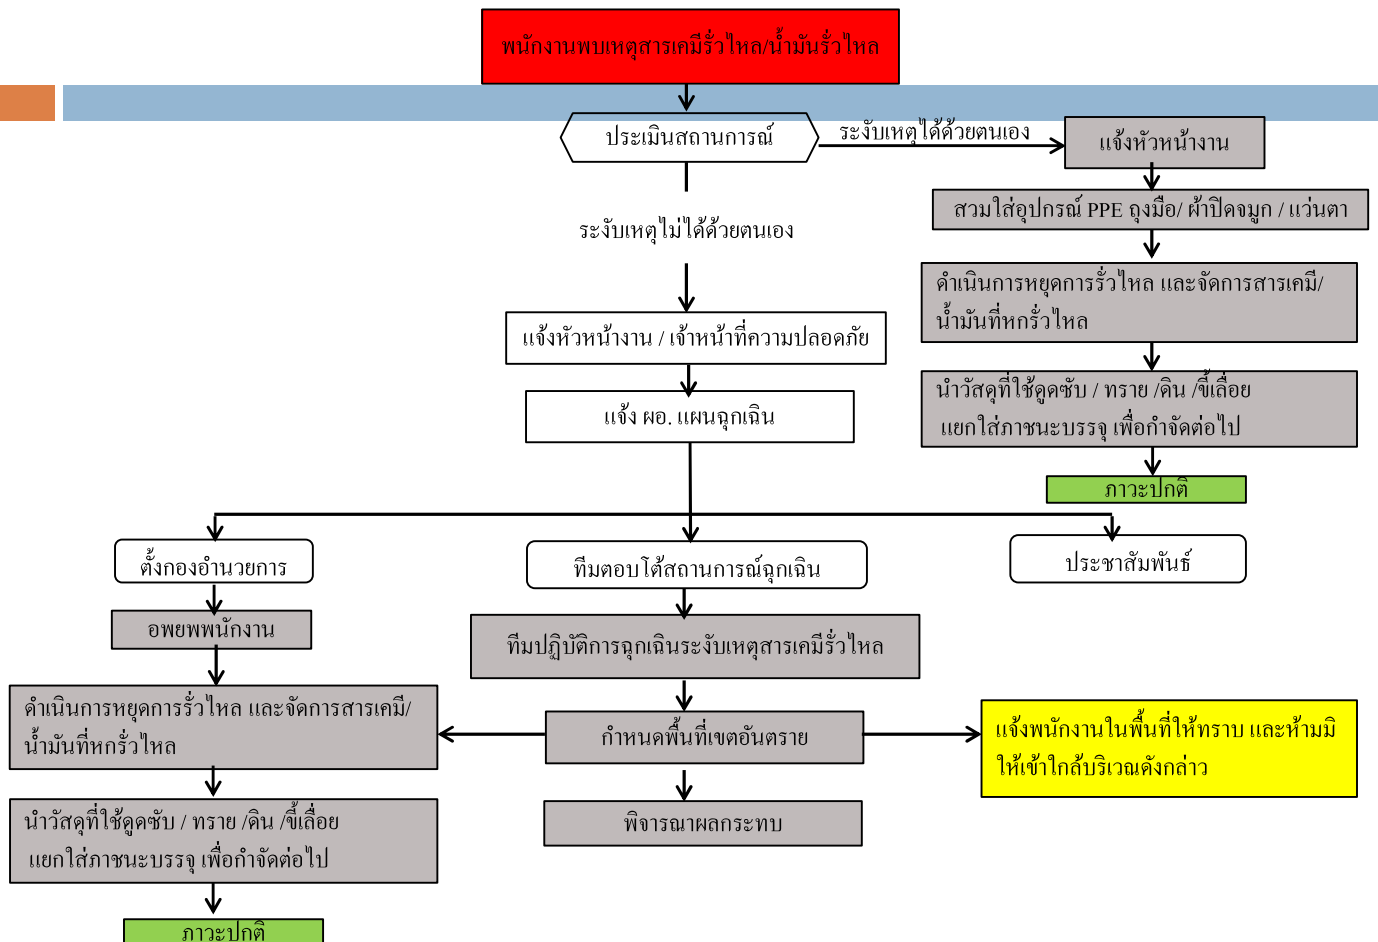 พนักงานพบเหตุสารเคมีรั่วไหล/น้ำมันรั่วไหล
ประเมินสถานการณ์
ระงับเหตุได้ด้วยตนเอง
แจ้งหัวหน้างาน
สวมใส่อุปกรณ์ PPE ถุงมือ/ ผ้าปิดจมูก / แว่นตา
ระงับเหตุไม่ได้ด้วยตนเอง
ดำเนินการหยุดการรั่วไหล และจัดการสารเคมี/
น้ำมันที่หกรั่วไหล
แจ้งหัวหน้างาน / เจ้าหน้าที่ความปลอดภัย
นำวัสดุที่ใช้ดูดซับ / ทราย /ดิน /ขี้เลื่อย
แยกใส่ภาชนะบรรจุ เพื่อกำจัดต่อไป
แจ้ง ผอ. แผนฉุกเฉิน
ภาวะปกติ
ตั้งกองอำนวยการ
ทีมตอบโต้สถานการณ์ฉุกเฉิน
ประชาสัมพันธ์
อพยพพนักงาน
ทีมปฏิบัติการฉุกเฉินระงับเหตุสารเคมีรั่วไหล
ดำเนินการหยุดการรั่วไหล และจัดการสารเคมี/
น้ำมันที่หกรั่วไหล
กำหนดพื้นที่เขตอันตราย
แจ้งพนักงานในพื้นที่ให้ทราบ และห้ามมิ
ให้เข้าใกล้บริเวณดังกล่าว
นำวัสดุที่ใช้ดูดซับ / ทราย /ดิน /ขี้เลื่อย
แยกใส่ภาชนะบรรจุ เพื่อกำจัดต่อไป
พิจารณาผลกระทบ
ภาวะปกติ